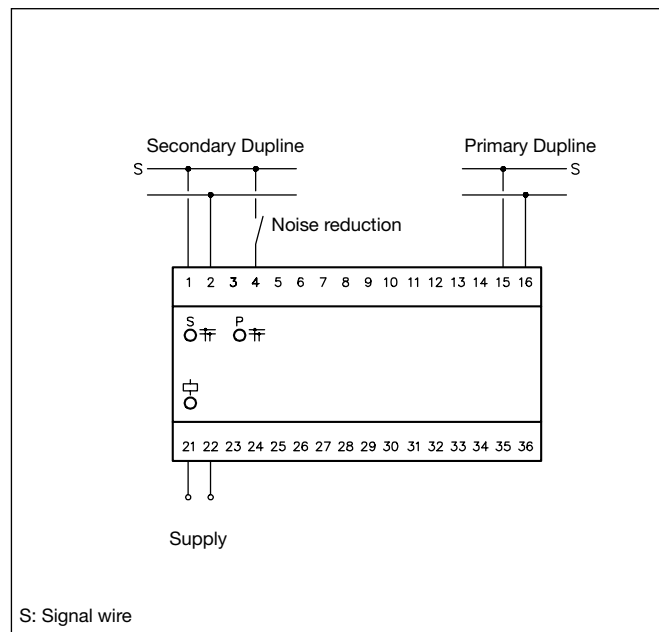 Secondary Dupline Primary Dupline
S S
Noise reduction
1 2 3 4 5 6 7 8 9 10 11 12 13 14 15 16
S P
21 22 23 24 25 26 27 28 29 30 31 32 33 34 35 36
Supply
S: Signal wire